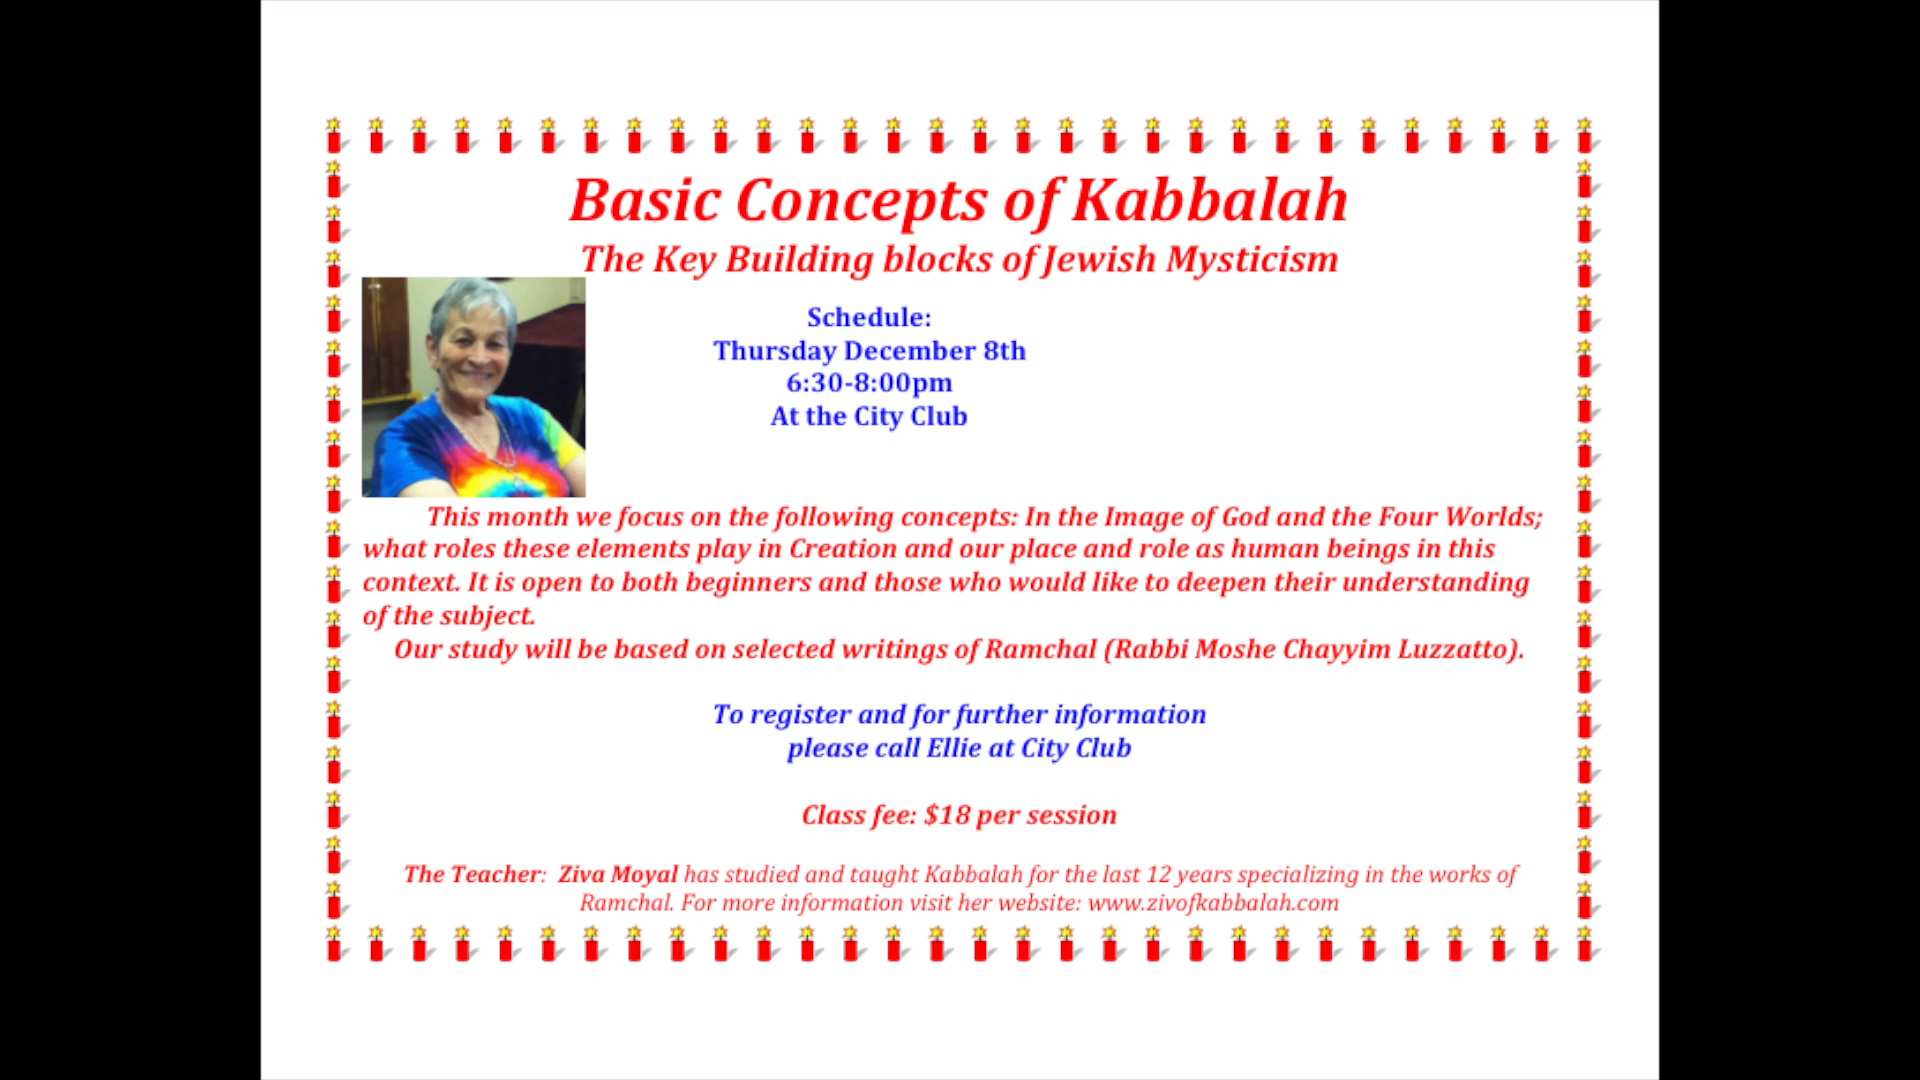 Basic Concepts of Kabbalah
The Key Building blocks of Jewish Mysticism
Schedule:
Thursday December 8th
6:30-8:00pm
At the City Club
This month we focus on the following concepts: In the Image of God and the Four Worlds;
what roles these elements play in Creation and our place and role as human beings in this
context. It is open to both beginners and those who would like to deepen their understanding
of the subject.
Our study will be based on selected writings of Ramchal (Rabbi Moshe Chayyim Luzzatto).
To register and for further information
please call Ellie at City Club
Class fee: $18 per session
The Teacher: Ziva Moyal has studied and taught Kabbalah for the last 12 years specializing in the works of
Ramchal. For more information visit her website: www.zivofkabbalah.com